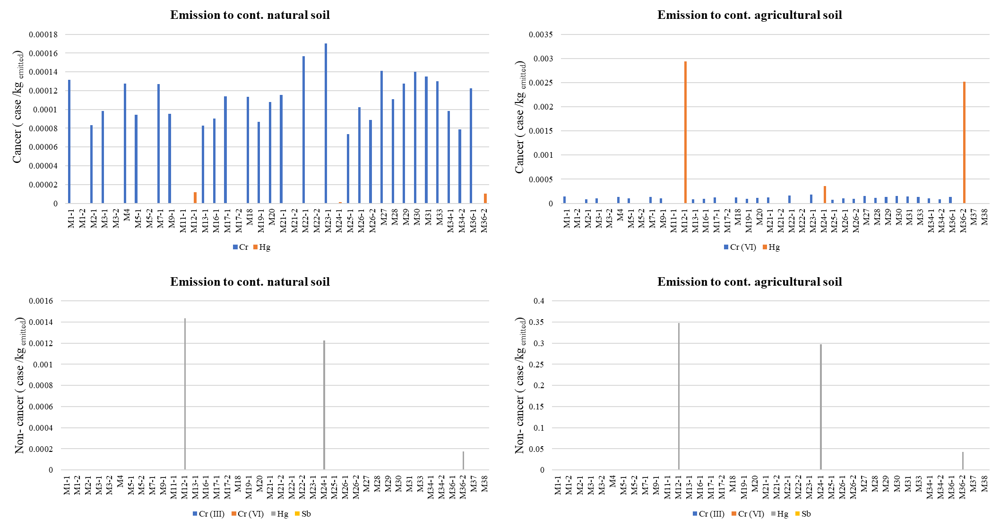 Emission to cont. natural soil
Cancer ( case /kg emitted)
0.00018
0.00016
0.00014
0.00012
0.0001
0.00008
0.00006
0.00004
0.00002
0
M1-1 M1-2 M2-1 M3-1 M3-2 M4 M5-1 M5-2 M7-1 M9-1 M11-1 M12-1 M13-1 M16-1 M17-1 M17-2 M18 M19-1 M20 M21-1 M21-2 M22-1 M22-2 M23-1 M24-1 M25-1 M26-1 M26-2 M27 M28 M29 M30 M31 M33 M34-1 M34-2 M36-1 M36-2
Cr Hg
Emission to cont. agricultural soil
Cancer ( case /kg emitted)
0.0035
0.003
0.0025
0.002
0.0015
0.001
0.0005
0
M1-1 M1-2 M2-1 M3-1 M3-2 M4 M5-1 M5-2 M7-1 M9-1 M11-1 M12-1 M13-1 M16-1 M17-1 M17-2 M18 M19-1 M20 M21-1 M21-2 M22-1 M22-2 M23-1 M24-1 M25-1 M26-1 M26-2 M27 M28 M29 M30 M31 M33 M34-1 M34-2 M36-1 M36-2 M37 M38
Cr (VI) Hg
Emission to cont. natural soil
Non- cancer ( case /kg emitted)
0.0016
0.0014
0.0012
0.001
0.0008
0.0006
0.0004
0.0002
0
M1-1 M1-2 M2-1 M3-1 M3-2 M4 M5-1 M5-2 M7-1 M9-1 M11-1 M12-1 M13-1 M16-1 M17-1 M17-2 M18 M19-1 M20 M21-1 M21-2 M22-1 M22-2 M23-1 M24-1 M25-1 M26-1 M26-2 M27 M28 M29 M30 M31 M33 M34-1 M34-2 M36-1 M36-2 M37 M38
Cr (III) Cr (VI) Hg Sb
Emission to cont. agricultural soil
Non- cancer ( case /kg emitted)
0.4
0.35
0.3
0.25
0.2
0.15
0.1
0.05
0
M1-1 M1-2 M2-1 M3-1 M3-2 M4 M5-1 M5-2 M7-1 M9-1 M11-1 M12-1 M13-1 M16-1 M17-1 M17-2 M18 M19-1 M20 M21-1 M21-2 M22-1 M22-2 M23-1 M24-1 M25-1 M26-1 M26-2 M27 M28 M29 M30 M31 M33 M34-1 M34-2 M36-1 M36-2 M37 M38
Cr (III) Cr (VI) Hg Sb